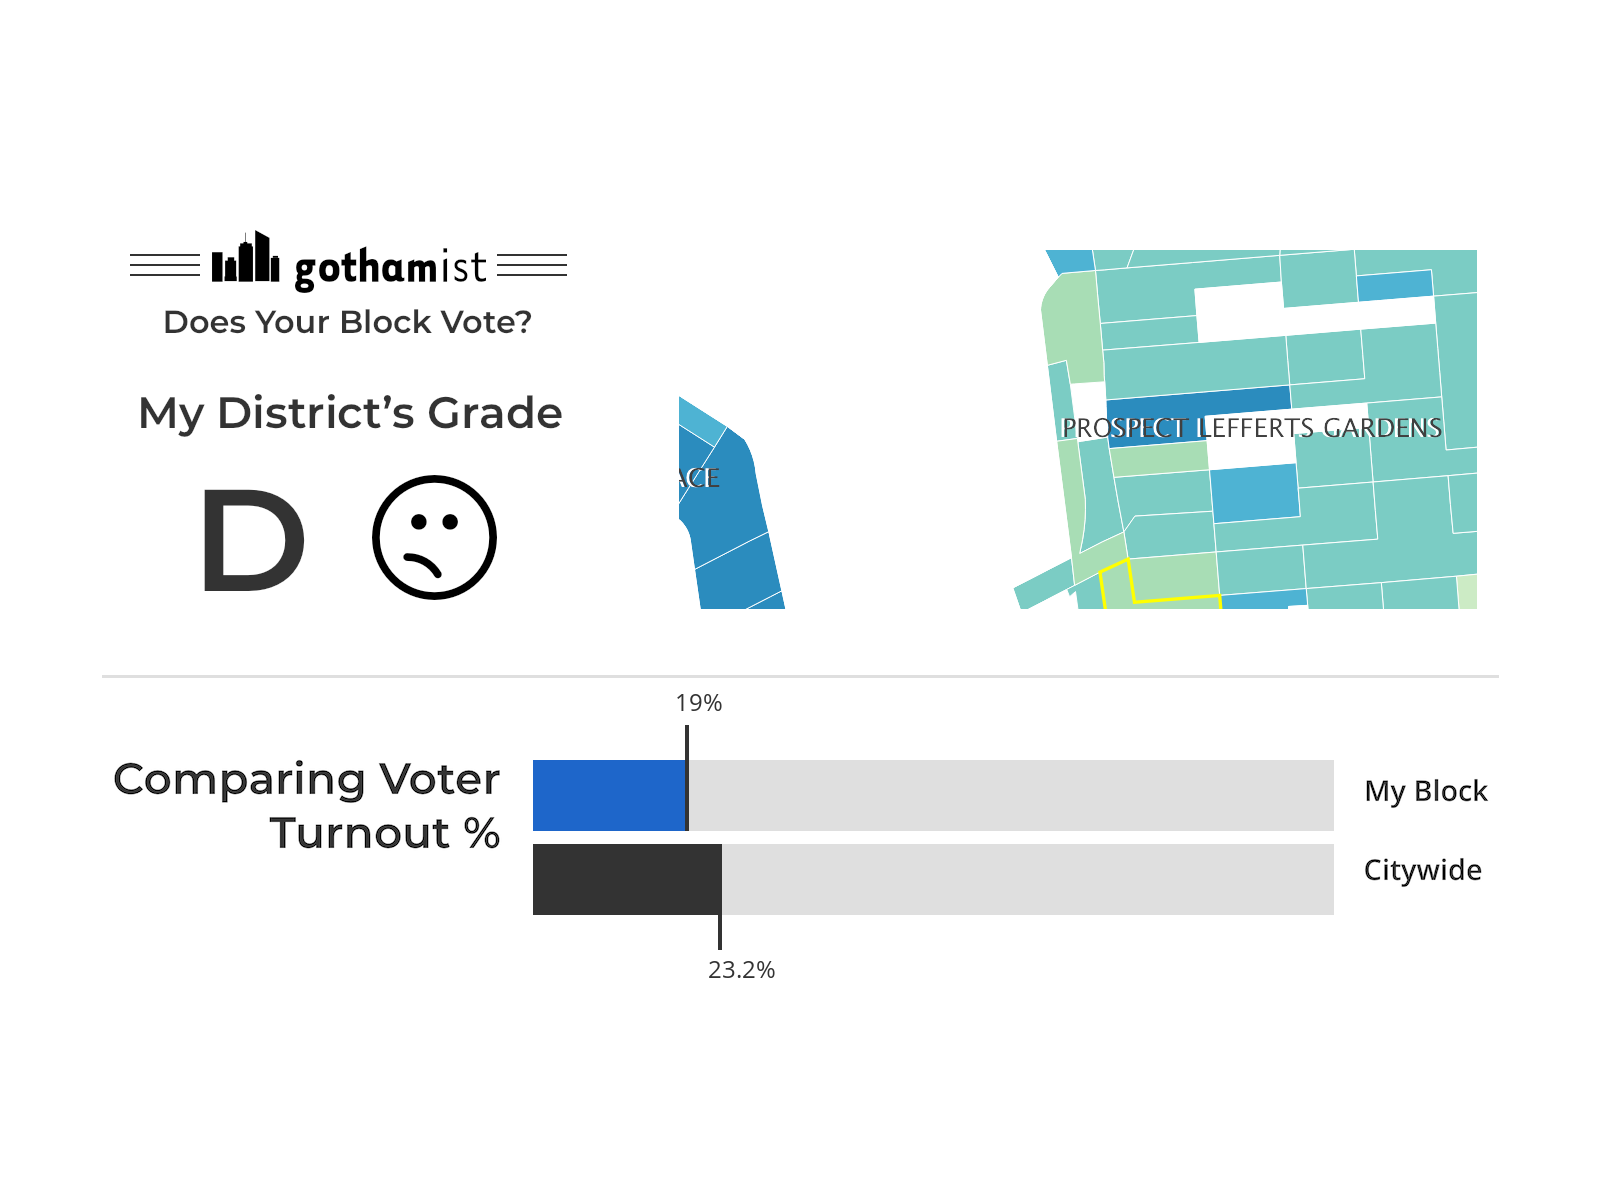 gothamist
Does Your Block Vote?
My District’s Grade
D
ACE
PROSPECT LEFFERTS GARDENS
19%
Comparing Voter
Turnout %
My Block
Citywide
23.2%